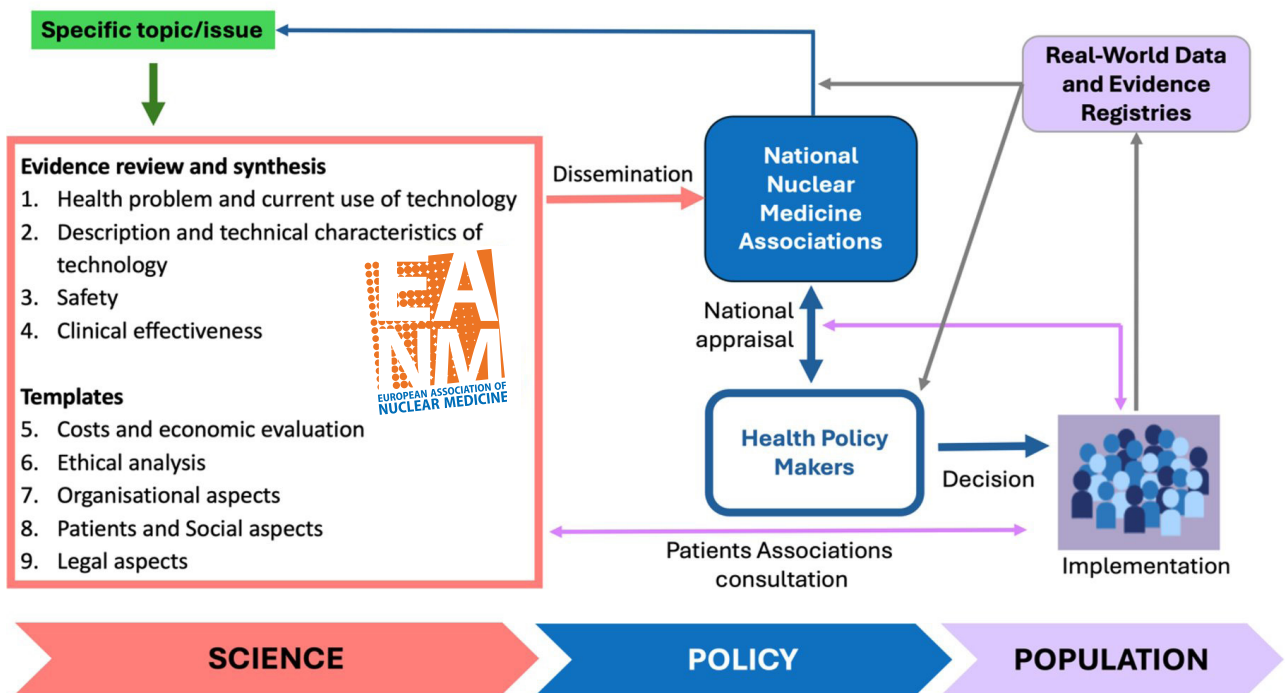 Specific topic/issue
Evidence review and synthesis
1. Health problem and current use of technology
2. Description and technical characteristics of
technology
3. Safety
4. Clinical effectiveness
Templates
5. Costs and economic evaluation
6. Ethical analysis
7. Organisational aspects
8. Patients and Social aspects
9. Legal aspects
EA
NM
EUROPEAN ASSOCIATION OF
NUCLEAR MEDICINE
Dissemination
National
Nuclear
Medicine
Associations
National
appraisal
Health Policy
Makers
Decision
Patients Associations
consultation
Real-World Data
and Evidence
Registries
Implementation
SCIENCE
POLICY
POPULATION